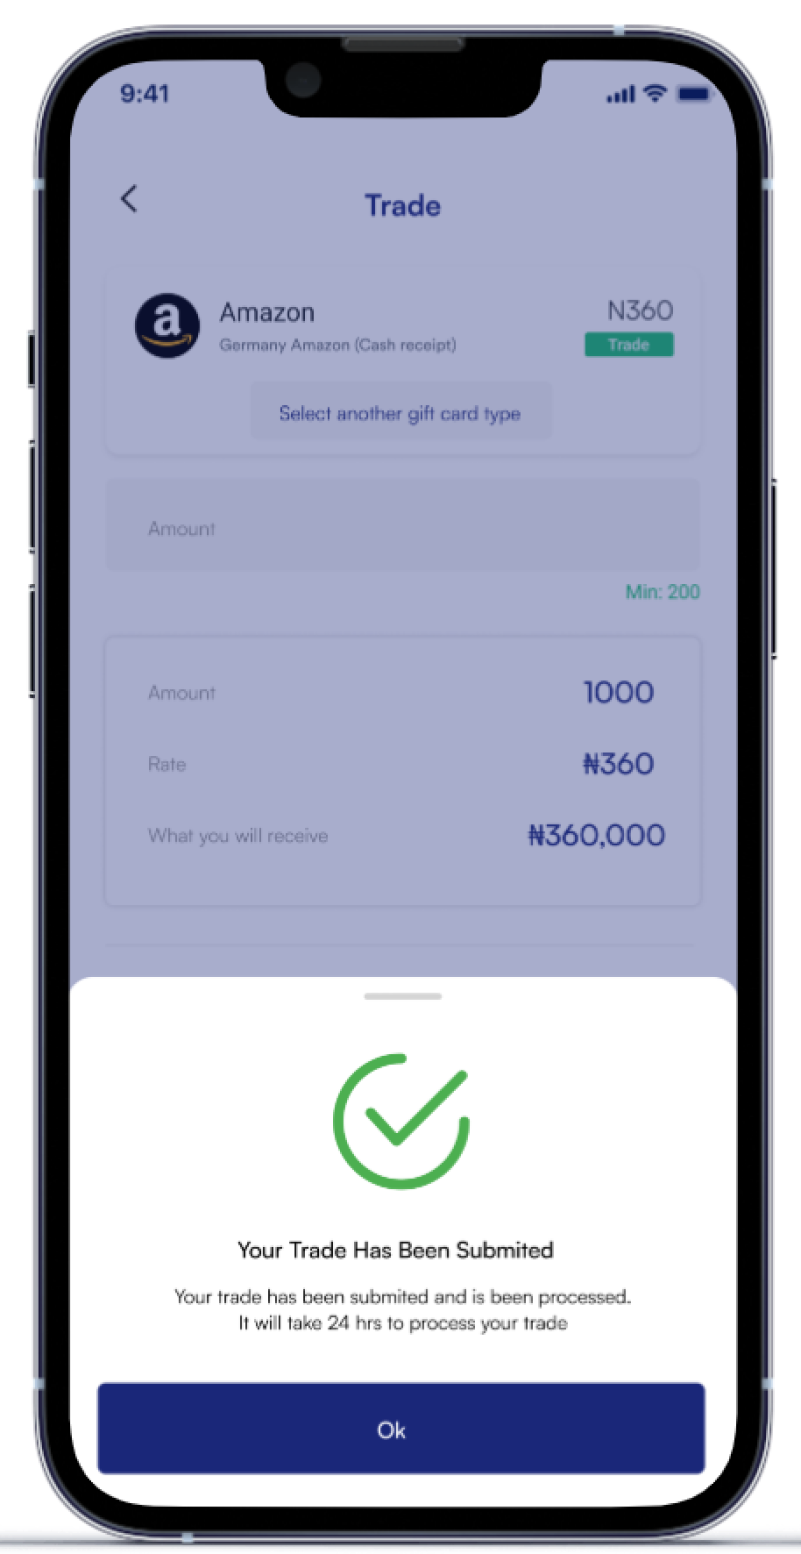 9:41
Trade
a
Amazon
N360
Germany Amazon (Cash receipt)
Trade
Select another gift card type
Amount
Min: 200
Amount
1000
Rate
₦360
What you will receive
₦360,000
Your Trade Has Been Submited
Your trade has been submited and is been processed.
It will take 24 hrs to process your trade
Ok